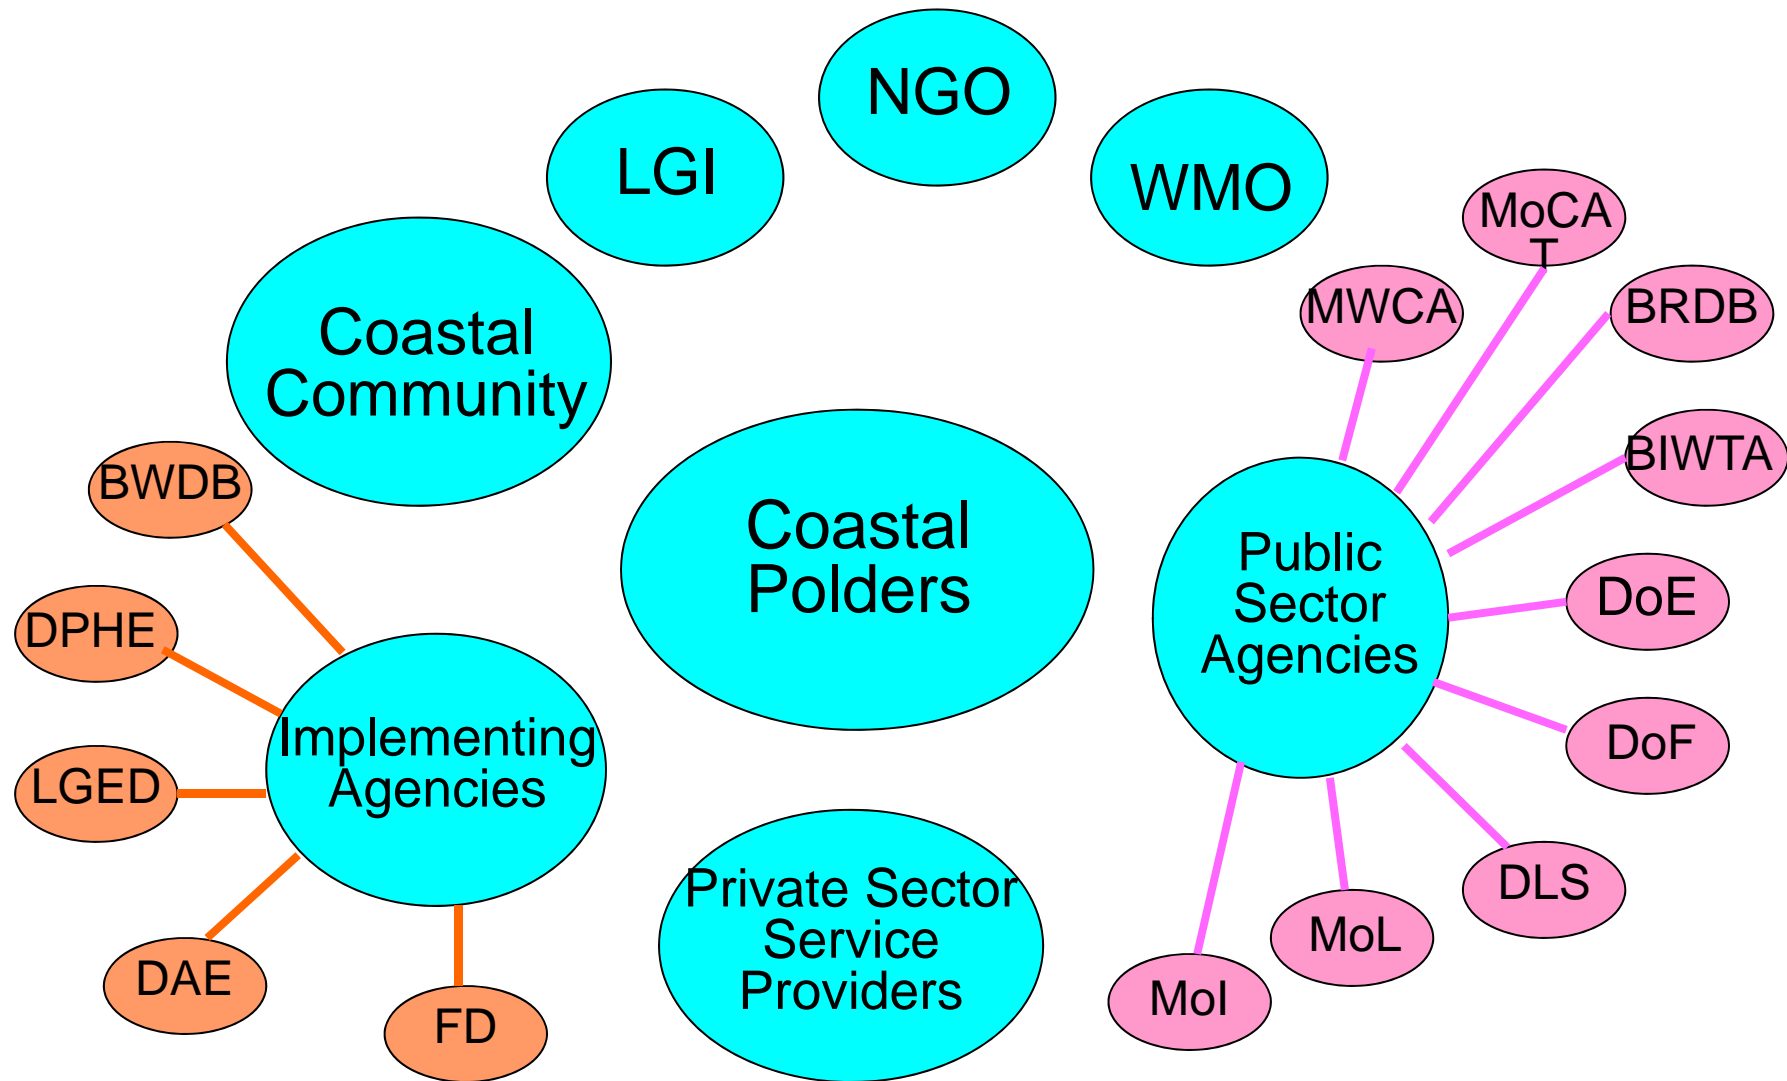 NGO
LGI
WMO
MoCA
T
MWCA
BRDB
Coastal
Community
BIWTA
BWDB
Coastal
Polders
Public
Sector
Agencies
DoE
DPHE
DoF
Implementing
Agencies
LGED
Private Sector
Service
Providers
DLS
MoL
DAE
MoI
FD